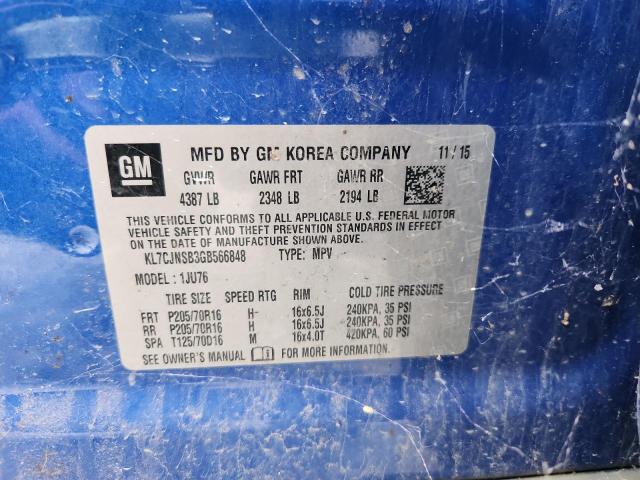 GM MFD BY GM KOREA COMPANY 11/15
GVWR GAWR FRT GAWR RR
4387 LB 2348 LB 2194 LB
THIS VEHICLE CONFORMS TO ALL APPLICABLE U.S. FEDERAL MOTOR
VEHICLE SAFETY AND THEFT PREVENTION STANDARDS IN EFFECT ON
THE DATE OF MANUFACTURE SHOWN ABOVE.
KL7CJNSB3GB566848 TYPE: MPV
MODEL: 1JU76
TIRE SIZE SPEED RTG RIM COLD TIRE PRESSURE
FRT P205/70R16 H 16x6.5J 240KPA, 35 PSI
RR P205/70R16 H 16x6.5J 240KPA, 35 PSI
SPA T125/70D16 M 16x4.0T 420KPA, 60 PSI
SEE OWNER'S MANUAL FOR MORE INFORMATION.